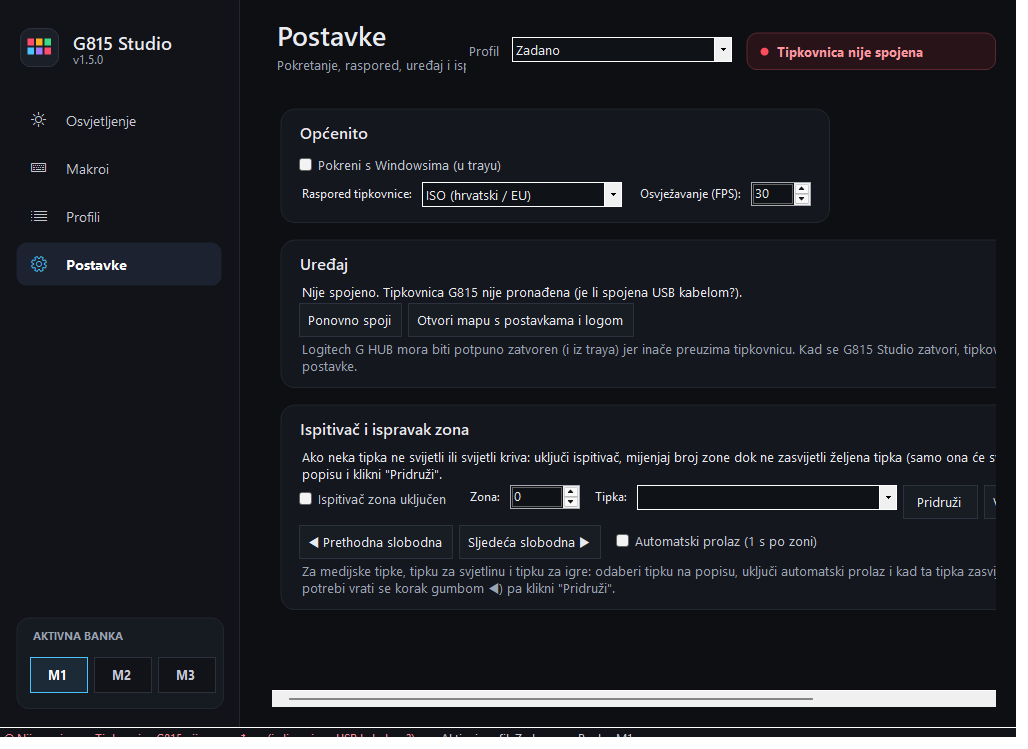 G815 Studio
v1.5.0
Osvjetljenje
Makroi
Profili
Postavke
AKTIVNA BANKA
M1 M2 M3
Postavke
Pokretanje, raspored, uređaj i
Profil Zadano
Tipkovnica nije spojena
Općenito
Pokreni s Windowsima (u trayu)
Raspored tipkovnice: ISO (hrvatski / EU) Osvježavanje (FPS): 30
Uređaj
Nije spojeno. Tipkovnica G815 nije pronađena (je li spojena USB kabelom?).
Ponovno spoji Otvori mapu s postavkama i logom
Logitech G HUB mora biti potpuno zatvoren (i iz traya) jer inače preuzima tipkovnicu. Kad se G815 Studio zatvori,
postavke.
Ispitivač i ispravak zona
Ako neka tipka ne svijetli ili svijetli kriva: uključi ispitivač, mijenjaj broj zone dok ne zasvijetli željena tipka (samo ona će
popisu i klikni "Pridruži".
Ispitivač zona uključen Zona: 0 Tipka: Pridruži
◀ Prethodna slobodna Sljedeća slobodna ▶ Automatski prolaz (1 s po zoni)
Za medijske tipke, tipku za svjetlinu i tipku za igre: odaberi tipku na popisu, uključi automatski prolaz i kad ta tipka
potrebi vrati se korak gumbom ◀) pa klikni "Pridruži".